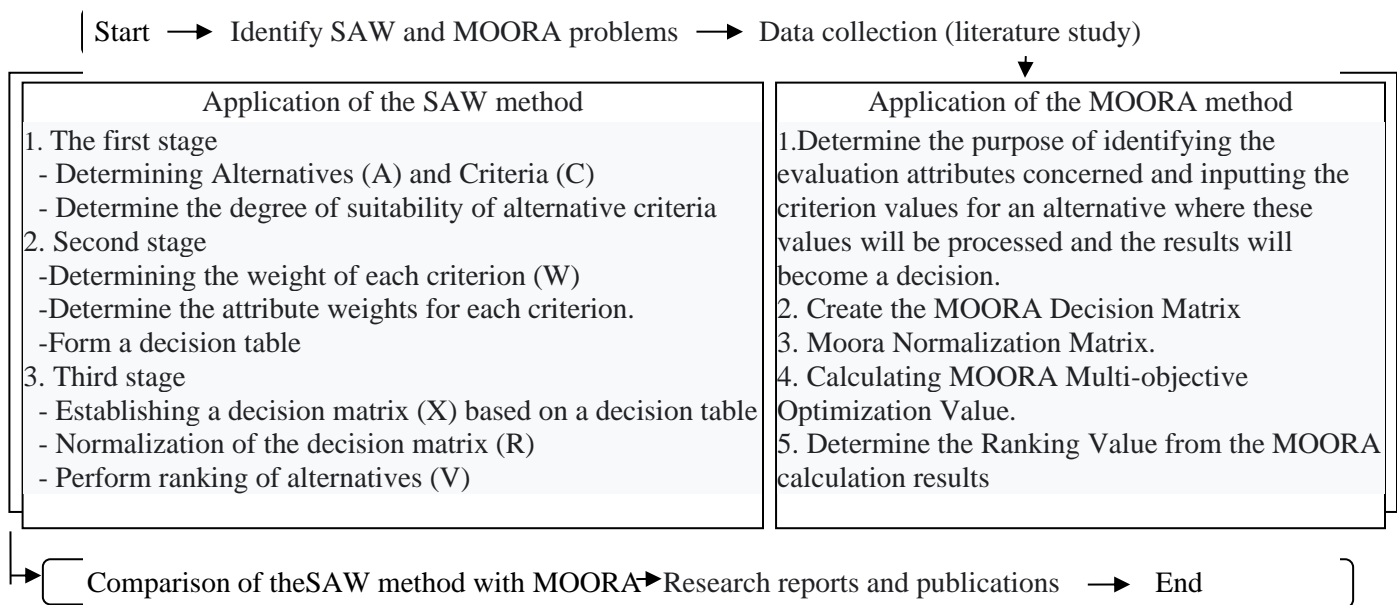 Start → Identify SAW and MOORA problems → Data collection (literature study)
Application of the SAW method
1. The first stage
- Determining Alternatives (A) and Criteria (C)
- Determine the degree of suitability of alternative criteria
2. Second stage
-Determining the weight of each criterion (W)
-Determine the attribute weights for each criterion.
-Form a decision table
3. Third stage
- Establishing a decision matrix (X) based on a decision table
- Normalization of the decision matrix (R)
- Perform ranking of alternatives (V)
Application of the MOORA method
1.Determine the purpose of identifying the
evaluation attributes concerned and inputting the
criterion values for an alternative where these
values will be processed and the results will
become a decision.
2. Create the MOORA Decision Matrix
3. Moora Normalization Matrix.
4. Calculating MOORA Multi-objective
Optimization Value.
5. Determine the Ranking Value from the MOORA
calculation results
Comparison of theSAW method with MOORA → Research reports and publications → End